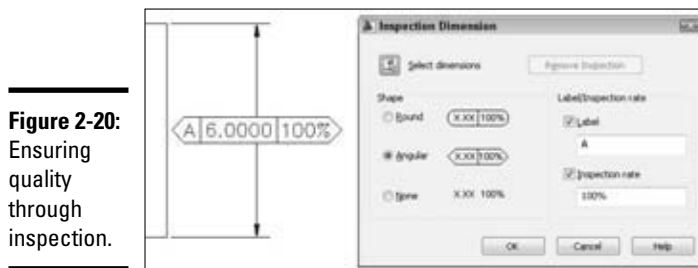 Figure 2-20:
Ensuring
quality
through
inspection.
A 6.0000 100%
Inspection Dimension
Select dimensions
Remove Inspection
Shape
Round
X.XX 100%
Angular
X.XX 100%
None
X.XX 100%
Label/Inspection rate
Label
A
Inspection rate
100%
OK
Cancel
Help